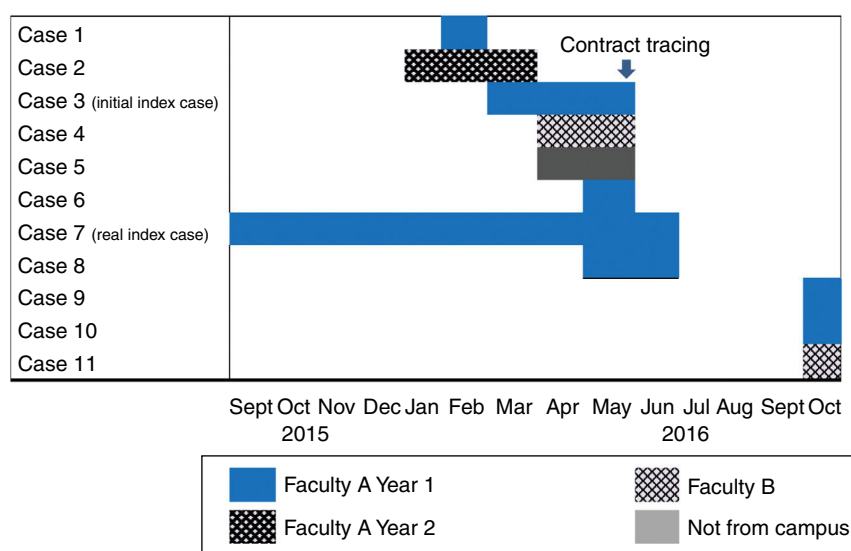 Case 1
Contract tracing
Case 2
Case 3 (initial index case)
Case 4
Case 5
Case 6
Case 7 (real index case)
Case 8
Case 9
Case 10
Case 11
Sept Oct Nov Dec Jan Feb Mar Apr May Jun Jul Aug Sept Oct
2015 2016
Faculty A Year 1 Faculty B
Faculty A Year 2 Not from campus